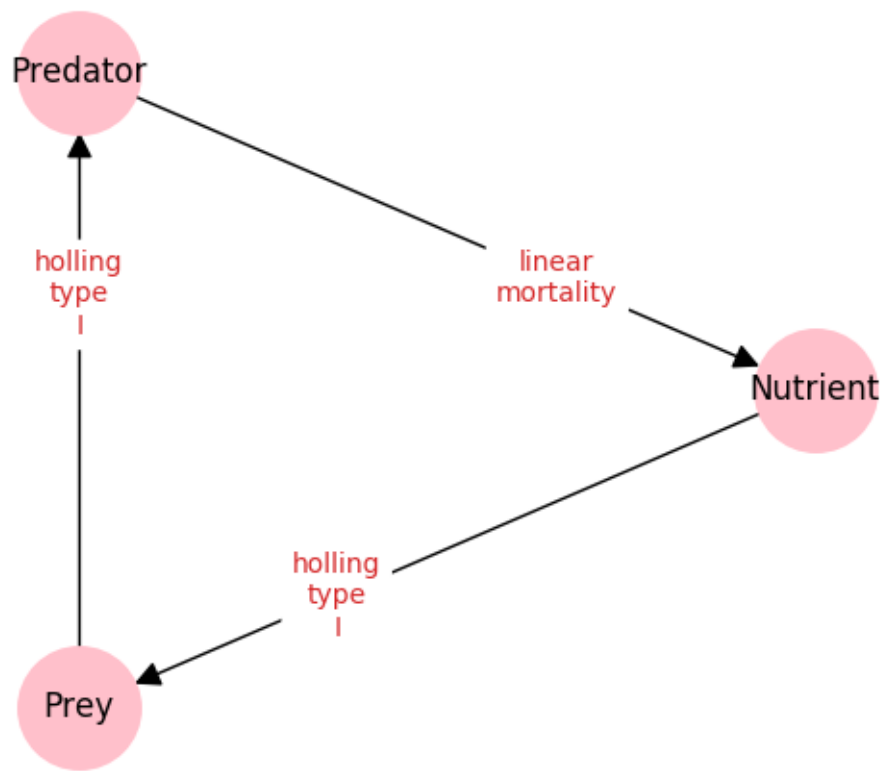 Predator
holling
type
I
linear
mortality
Nutrient
holling
type
I
Prey